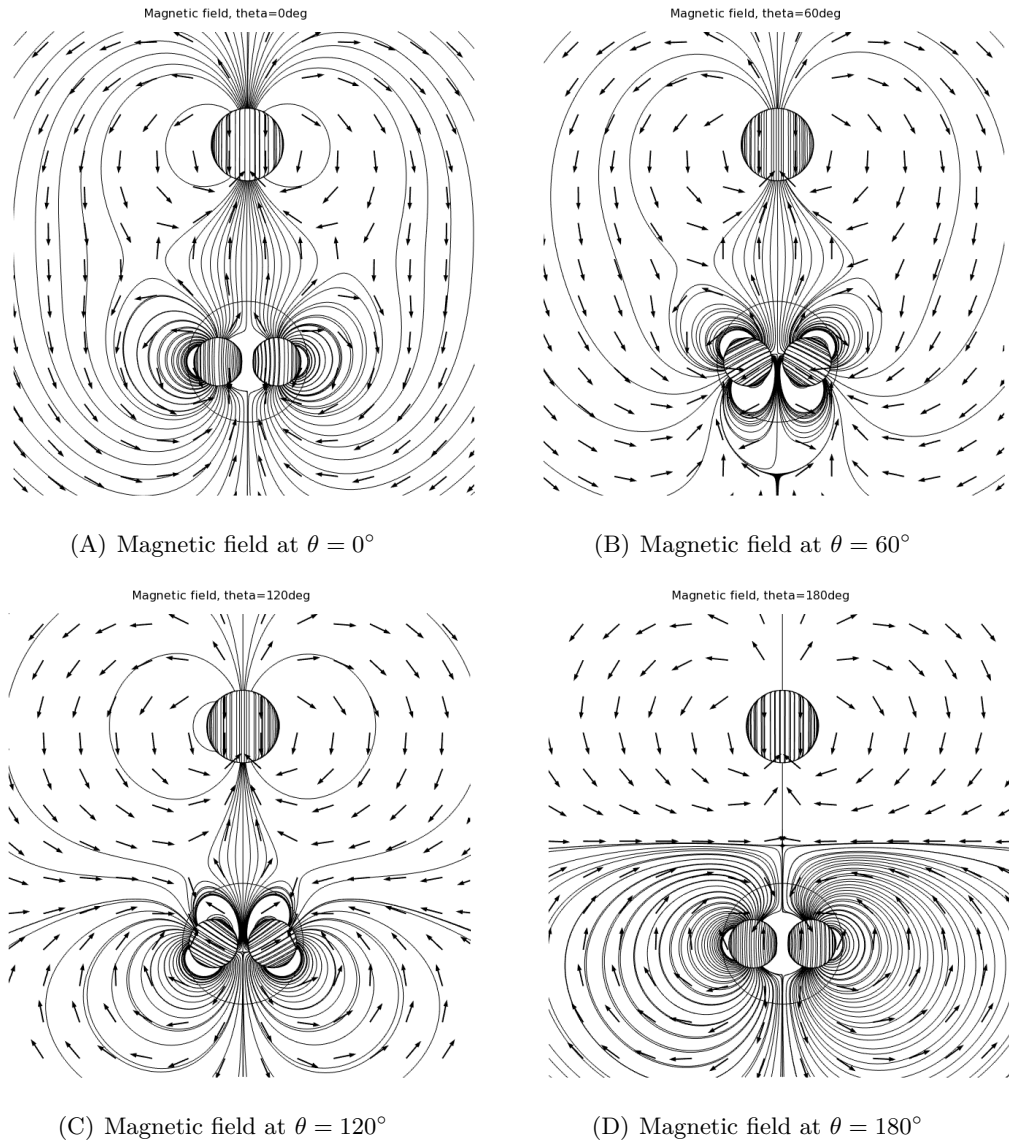 Magnetic field, theta=0deg
Magnetic field, theta=60deg
(A) Magnetic field at θ = 0°
(B) Magnetic field at θ = 60°
Magnetic field, theta=120deg
Magnetic field, theta=180deg
(C) Magnetic field at θ = 120°
(D) Magnetic field at θ = 180°